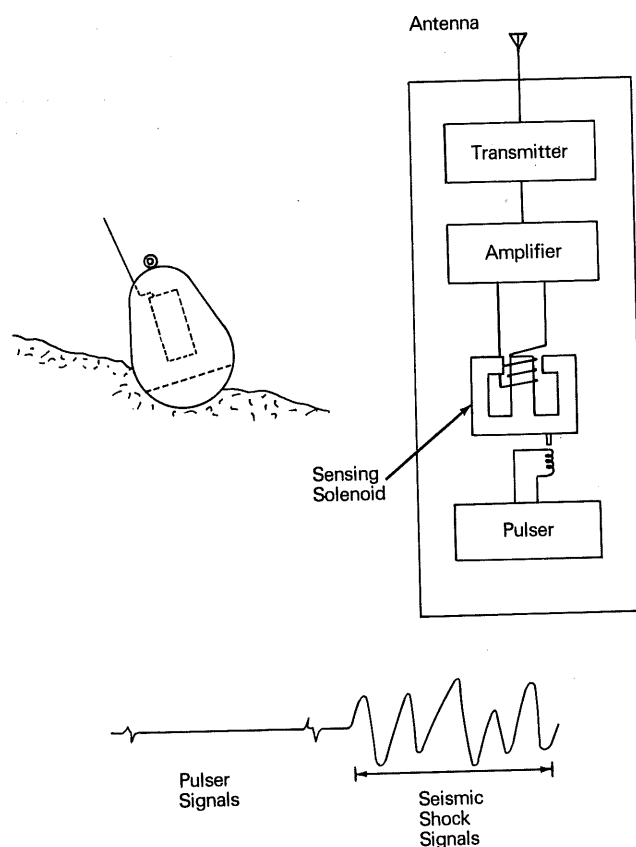 Antenna
Transmitter
Amplifier
Sensing
Solenoid
Pulser
Pulser
Signals
Seismic
Shock
Signals